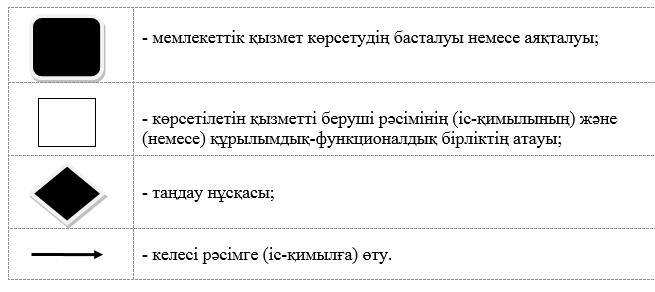 - мемлекеттік қызмет көрсетудің басталуы немесе аяқталуы;
- көрсетілетін қызметті беруші рәсімінің (іс-қимылының) және
(немесе) құрылымдық-функционалдық бірліктің атауы;
- таңдау нұсқасы;
- келесі рәсімге (іс-қимылға) өту.